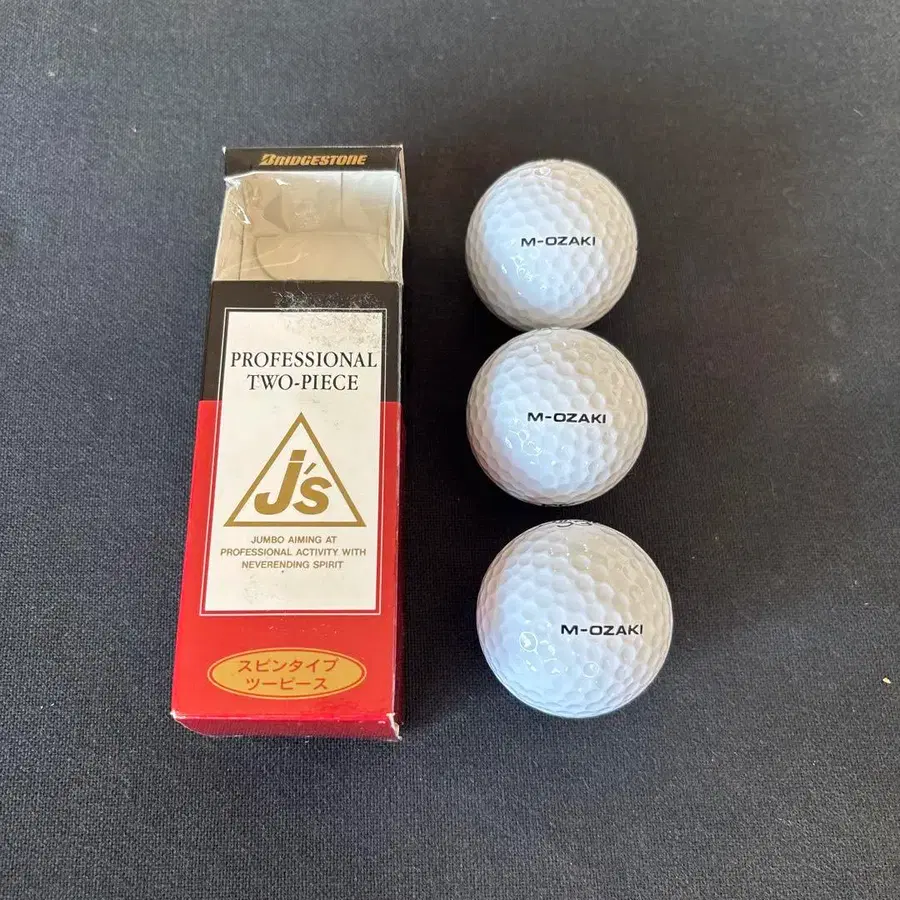 BRIDGESTONE
PROFESSIONAL
TWO-PIECE
J's
JUMBO AIMING AT
PROFESSIONAL ACTIVITY WITH
NEVERENDING SPIRIT
スピンタイプ
ツーピース
M-OZAKI
M-OZAKI
M-OZAKI